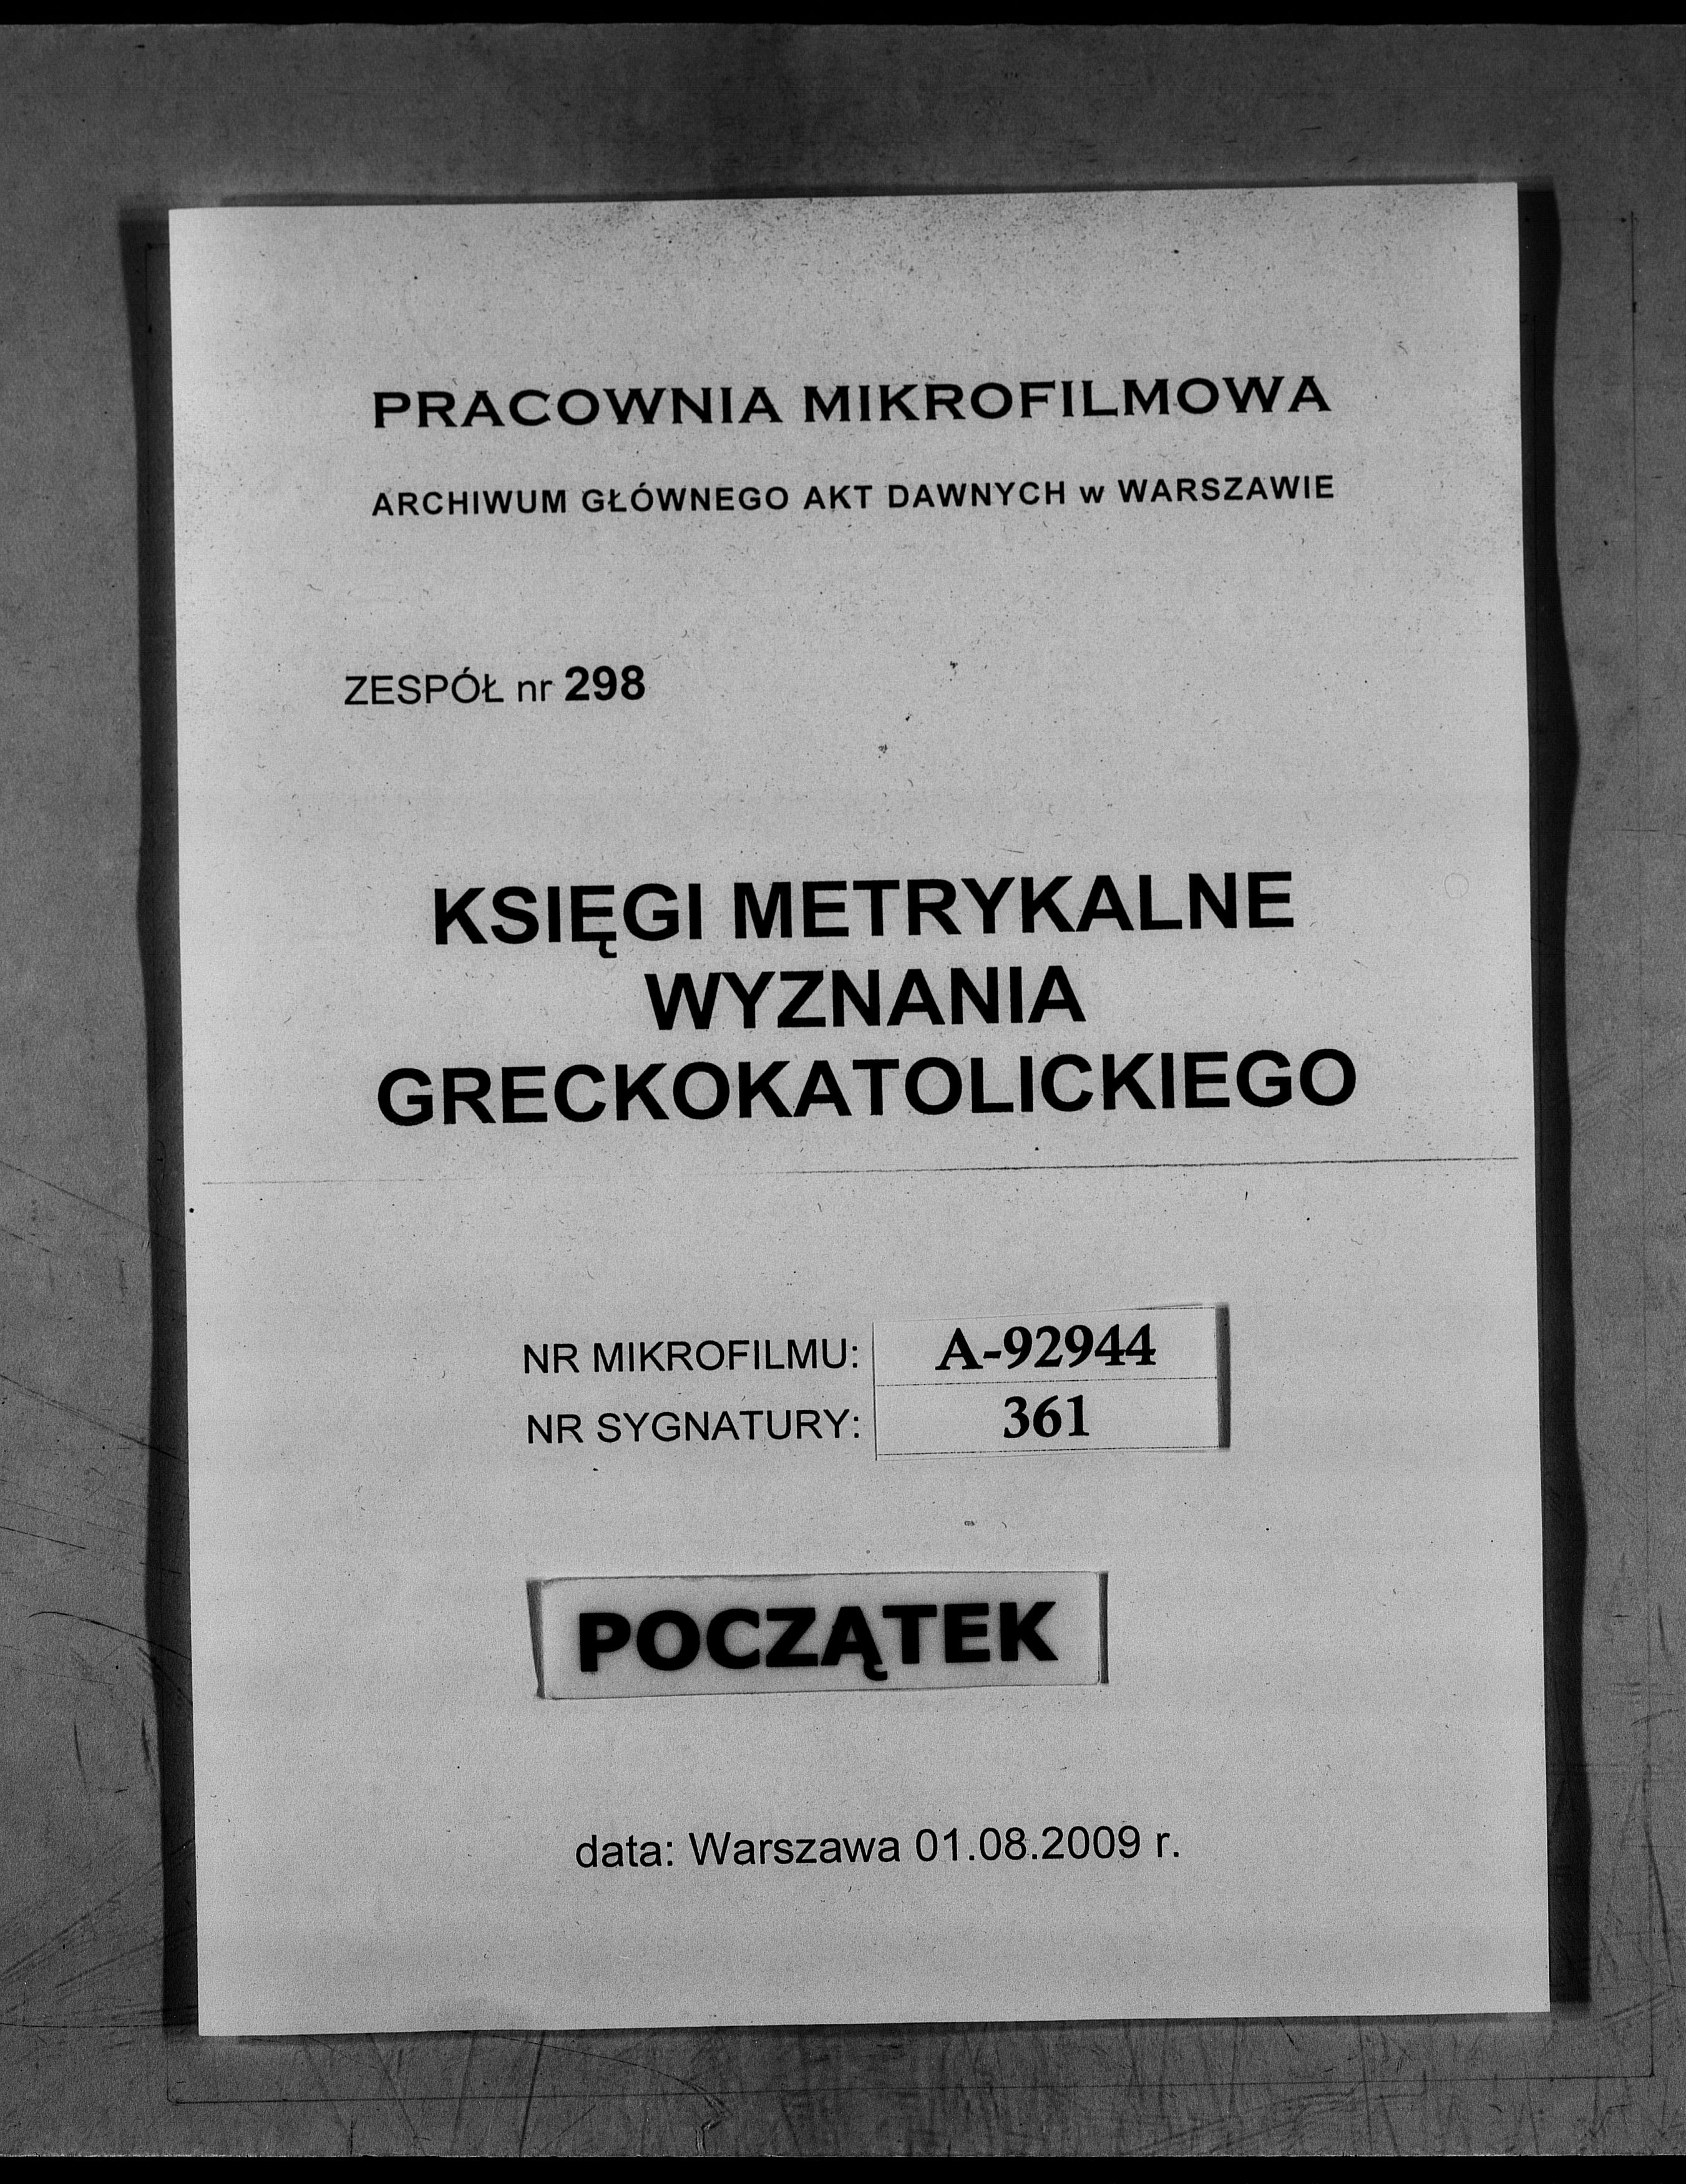 PRACOWNIA MIKROFILMOWA
ARCHIWUM GŁÓWNEGO AKT DAWNYCH w WARSZAWIE
ZESPÓŁ nr 298
KSIĘGI METRYKALNE
WYZNANIA
GRECKOKATOLICKIEGO
NR MIKROFILMU: A-92944
NR SYGNATURY: 361
POCZĄTEK
data: Warszawa 01.08.2009 r.